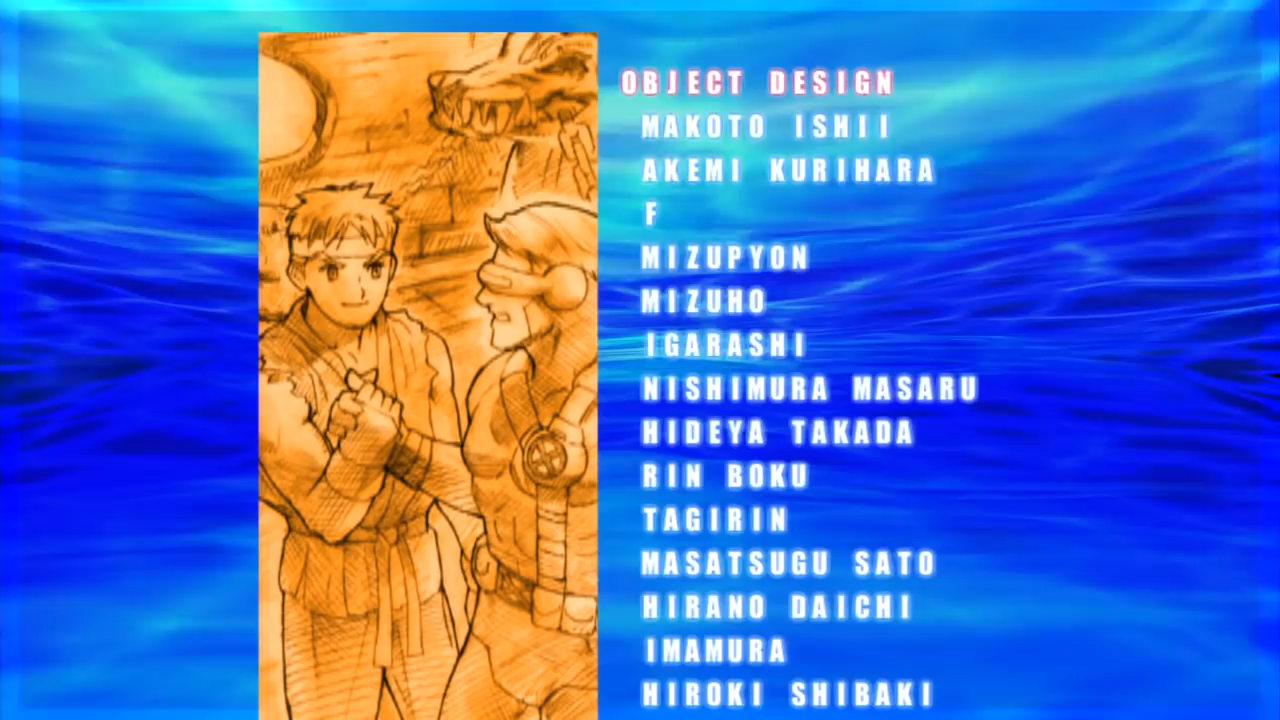 OBJECT DESIGN
MAKOTO ISHII
AKEMI KURIHARA
F
MIZUPYON
MIZUHO
IGARASHI
NISHIMURA MASARU
HIDEYA TAKADA
RIN BOKU
TAGIRIN
MASATSUGU SATO
HIRANO DAICHI
IMAMURA
HIROKI SHIBAKI